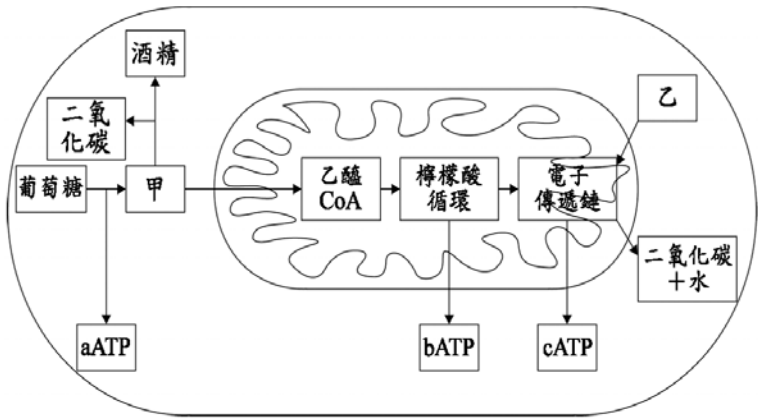 酒精
二氧
化碳
乙
葡萄糖
甲
乙醯
CoA
檸檬酸
循環
電子
傳遞鏈
二氧化碳
+水
aATP
bATP
cATP